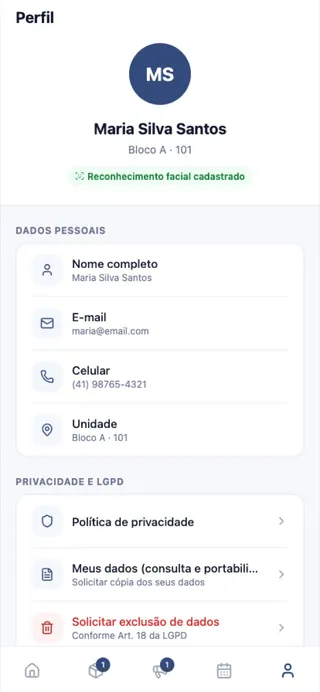 Perfil
MS
Maria Silva Santos
Bloco A · 101
Reconhecimento facial cadastrado
DADOS PESSOAIS
Nome completo
Maria Silva Santos
E-mail
maria@email.com
Celular
(41) 98765-4321
Unidade
Bloco A · 101
PRIVACIDADE E LGPD
Política de privacidade
Meus dados (consulta e portabili...
Solicitar cópia dos seus dados
Solicitar exclusão de dados
Conforme Art. 18 da LGPD
1 1